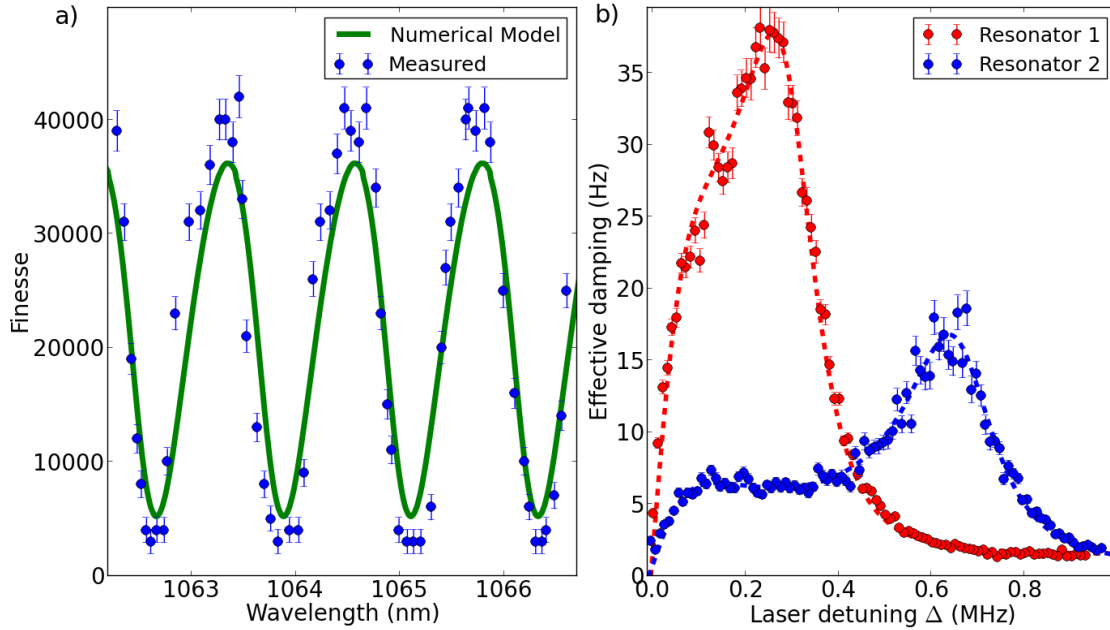 a)
Numerical Model
Measured
Finesse
40000
30000
20000
10000
0
1063
1064
1065
1066
Wavelength (nm)
b)
Resonator 1
Resonator 2
Effective damping (Hz)
35
30
25
20
15
10
5
0
0.0
0.2
0.4
0.6
0.8
Laser detuning Δ (MHz)